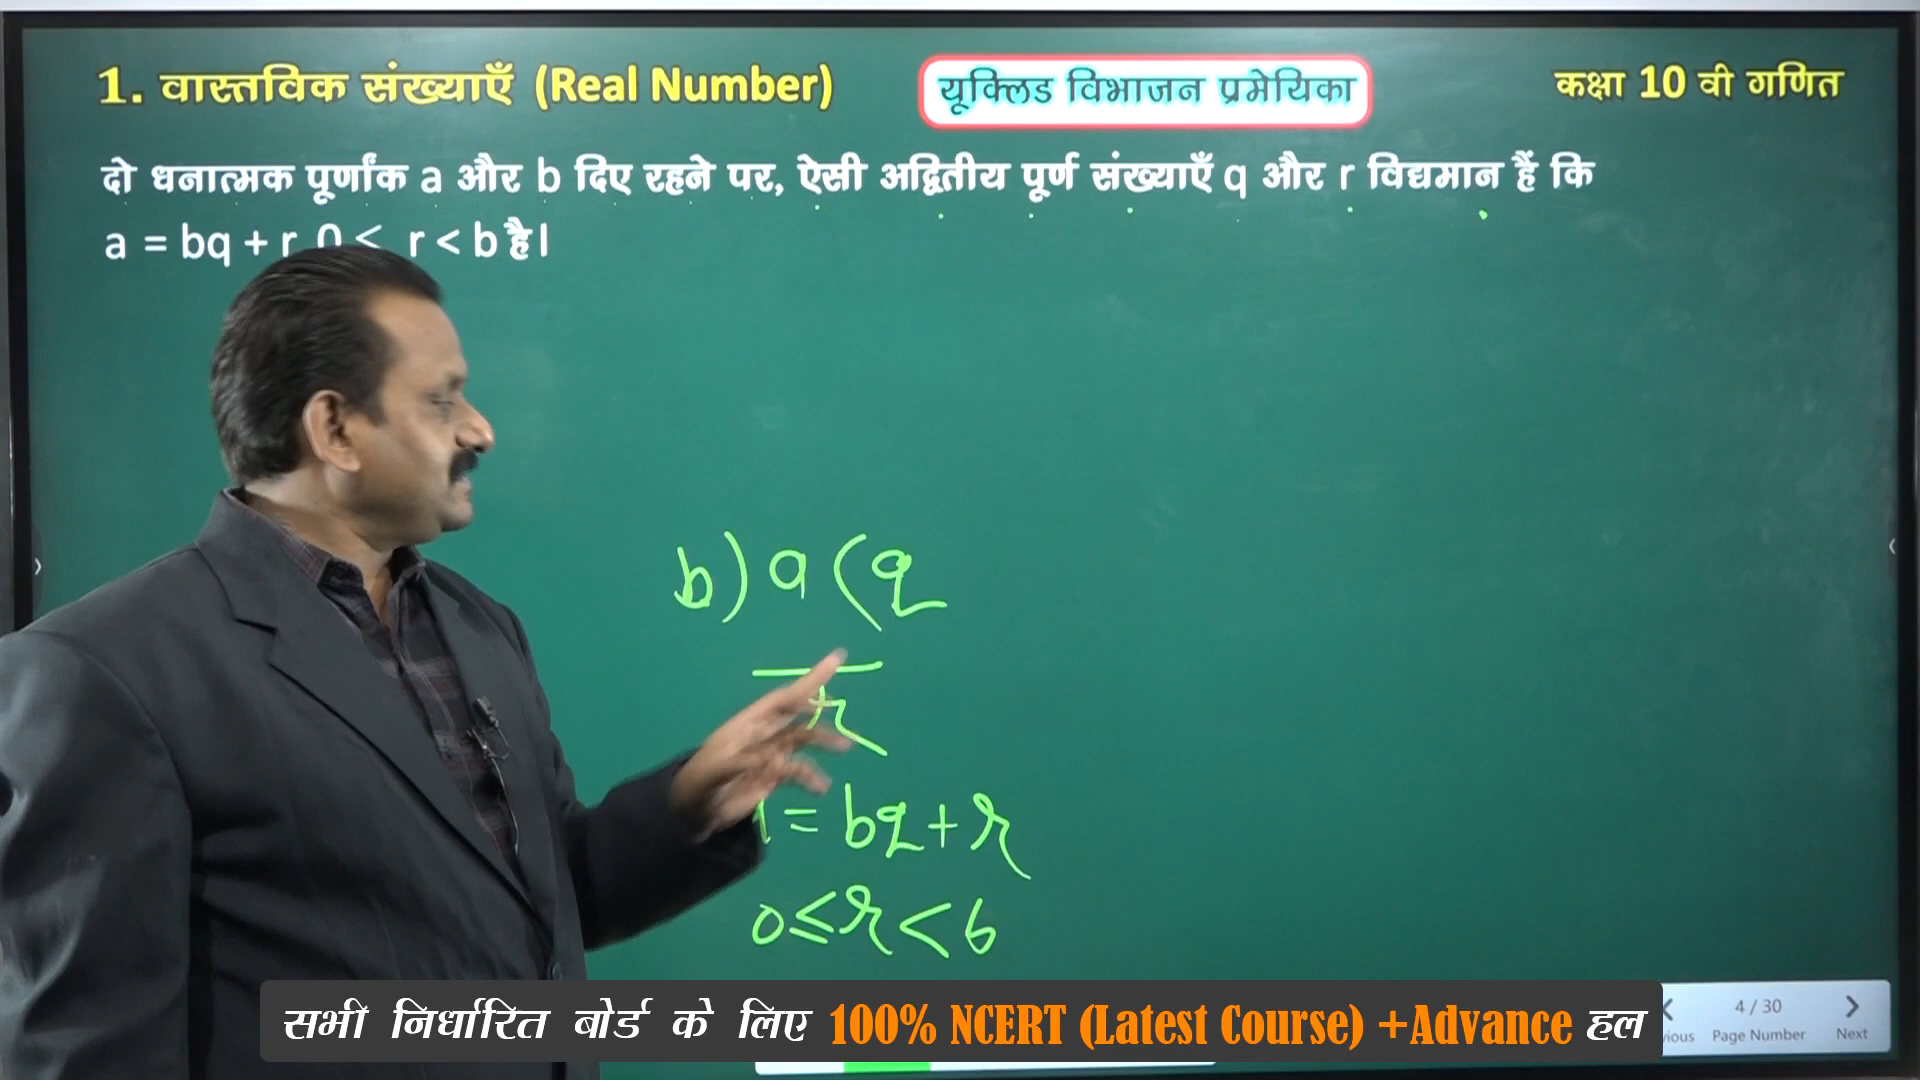 1. वास्तविक संख्याएँ (Real Number)
यूक्लिड विभाजन प्रमेयिका
कक्षा 10 वी गणित
दो धनात्मक पूर्णांक a और b दिए रहने पर, ऐसी अद्वितीय पूर्ण संख्याएँ q और r विद्यमान हैं कि
a = bq + r, 0 ≤ r < b है।
b) a (q
r
= bq + r
0 ≤ r < b
सभी निर्धारित बोर्ड के लिए 100% NCERT (Latest Course) +Advance हल
4 / 30
Page Number
Next